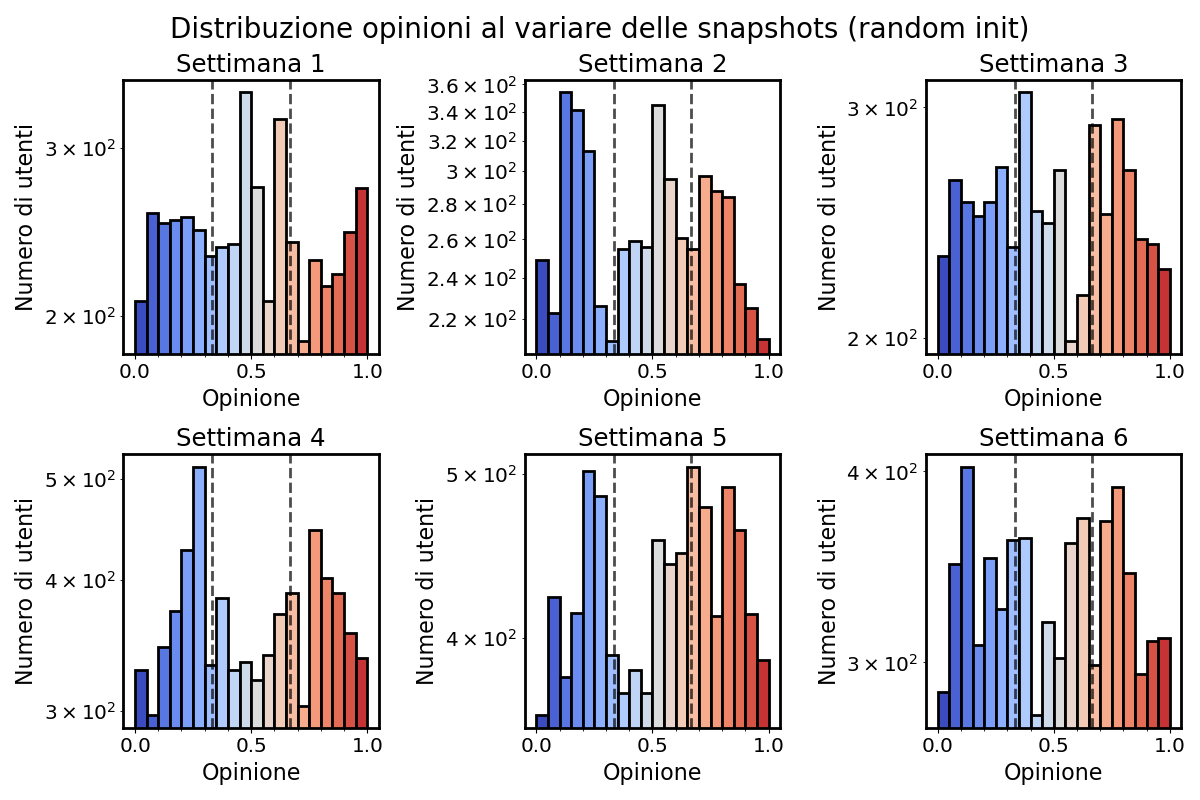 Distribuzione opinioni al variare delle snapshots (random init)
Settimana 1
Numero di utenti
3 × 10²
2 × 10²
0.0 0.5 1.0
Opinione
Settimana 2
Numero di utenti
3.6 × 10²
3.4 × 10²
3.2 × 10²
3 × 10²
2.8 × 10²
2.6 × 10²
2.4 × 10²
2.2 × 10²
0.0 0.5 1.0
Opinione
Settimana 3
Numero di utenti
3 × 10²
2 × 10²
0.0 0.5 1.0
Opinione
Settimana 4
Numero di utenti
5 × 10²
4 × 10²
3 × 10²
0.0 0.5 1.0
Opinione
Settimana 5
Numero di utenti
5 × 10²
4 × 10²
0.0 0.5 1.0
Opinione
Settimana 6
Numero di utenti
4 × 10²
3 × 10²
0.0 0.5 1.0
Opinione